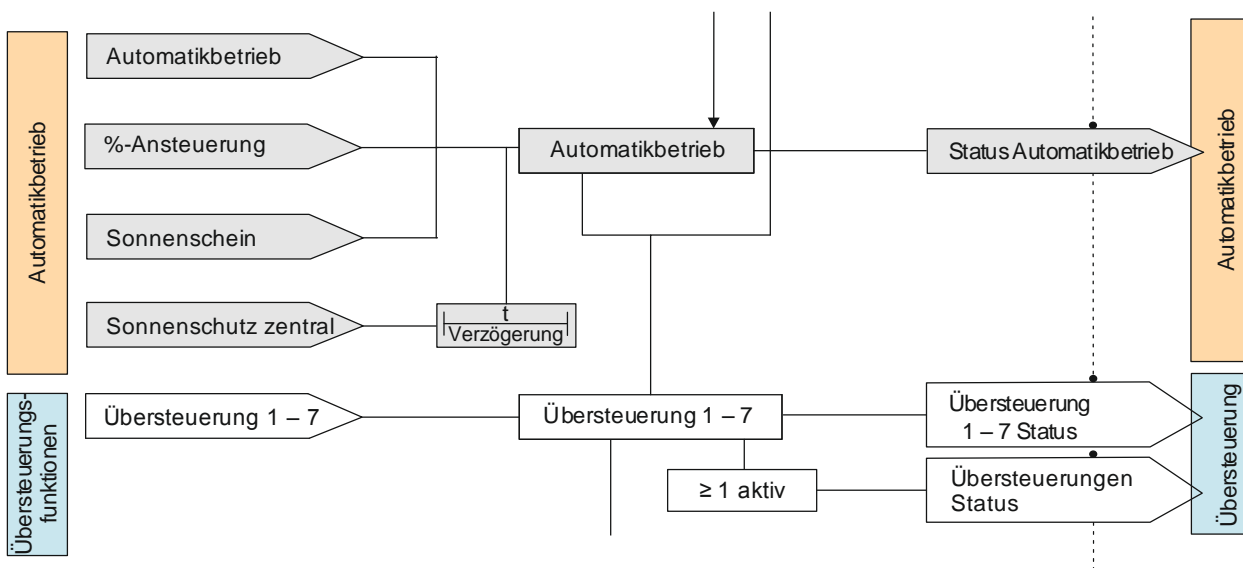 Automatikbetrieb
Automatikbetrieb
%-Ansteuerung
Sonnenschein
Sonnenschutz zentral
t
Verzögerung
Automatikbetrieb
Status Automatikbetrieb
Automatikbetrieb
Übersteuerungs-
funktionen
Übersteuerung 1 – 7
Übersteuerung 1 – 7
≥ 1 aktiv
Übersteuerung
1 – 7 Status
Übersteuerungen
Status
Übersteuerung